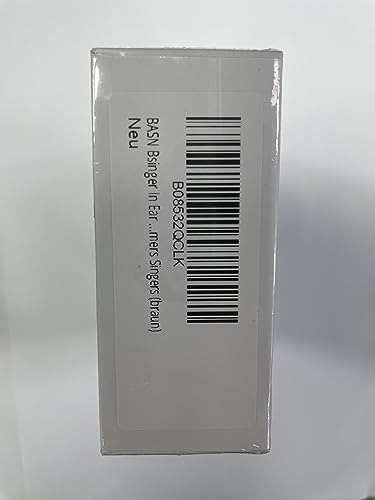 B08532QCLK
BASN Bsinger In Ear ...mers Singers (braun)
Neu